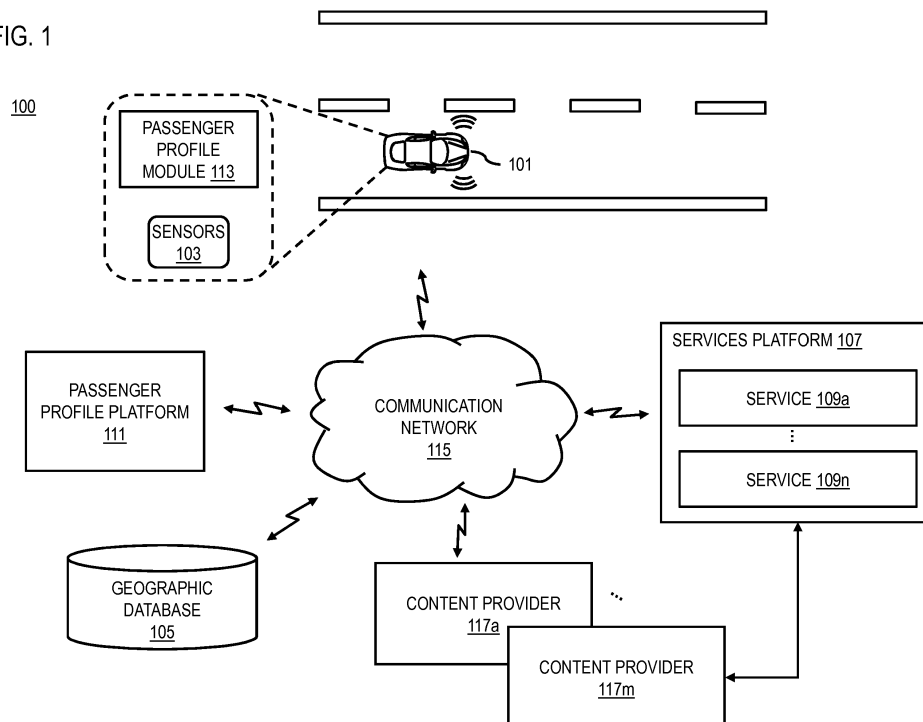 FIG. 1
100
PASSENGER
PROFILE
MODULE 113
SENSORS
103
101
PASSENGER
PROFILE PLATFORM
111
COMMUNICATION
NETWORK
115
SERVICES PLATFORM 107
SERVICE 109a
...
SERVICE 109n
GEOGRAPHIC
DATABASE
105
CONTENT PROVIDER
117a
...
CONTENT PROVIDER
117m